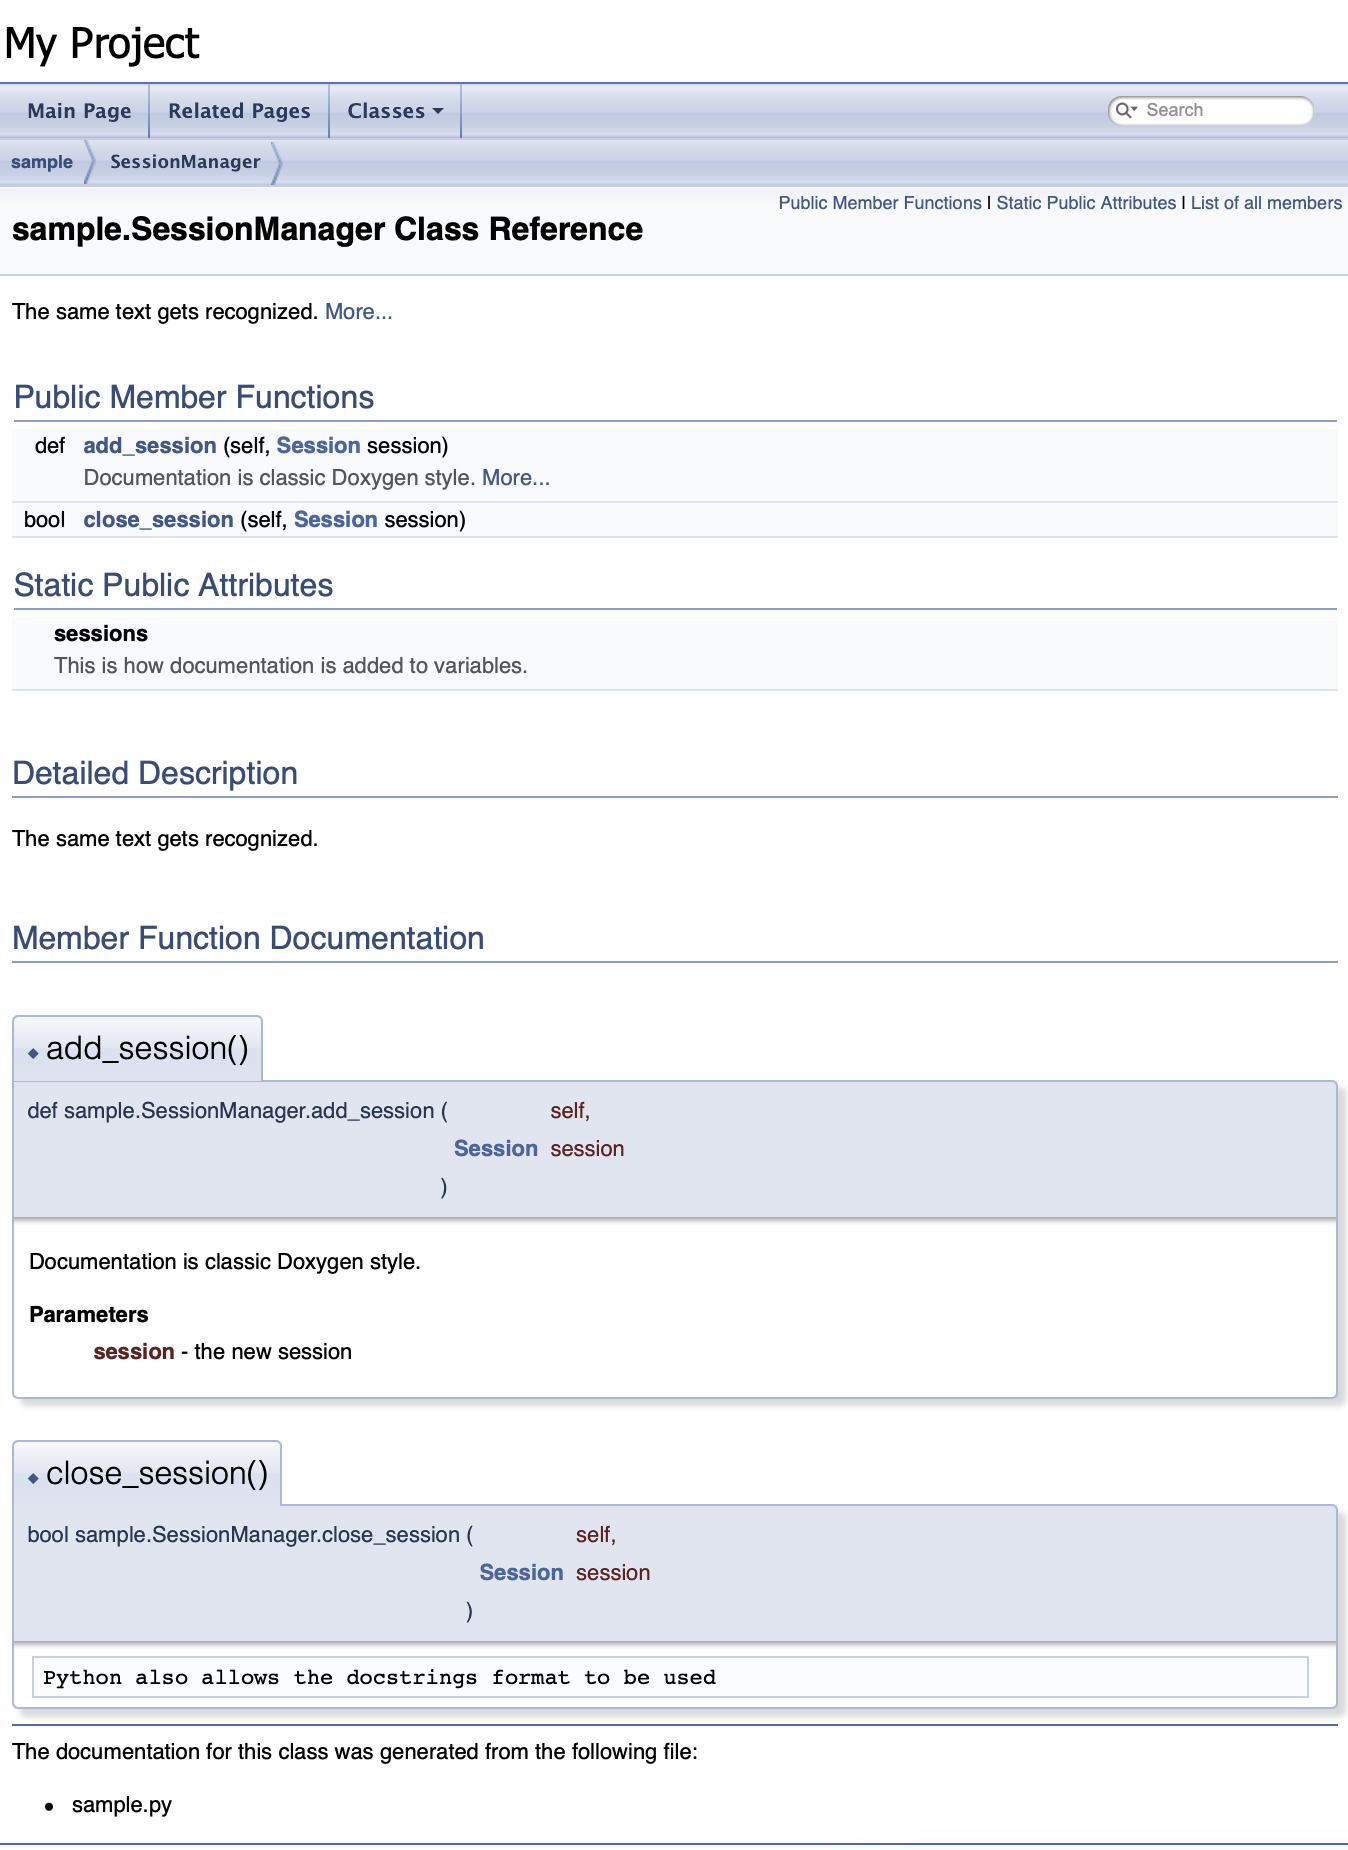 My Project
Main Page
Related Pages
Classes
Search
sample
SessionManager
Public Member Functions | Static Public Attributes | List of all members
sample.SessionManager Class Reference
The same text gets recognized. More...
Public Member Functions
def add_session (self, Session session)
Documentation is classic Doxygen style. More...
bool close_session (self, Session session)
Static Public Attributes
sessions
This is how documentation is added to variables.
Detailed Description
The same text gets recognized.
Member Function Documentation
◆ add_session()
def sample.SessionManager.add_session ( self,
Session session
)
Documentation is classic Doxygen style.
Parameters
session - the new session
◆ close_session()
bool sample.SessionManager.close_session ( self,
Session session
)
Python also allows the docstrings format to be used
The documentation for this class was generated from the following file:
• sample.py